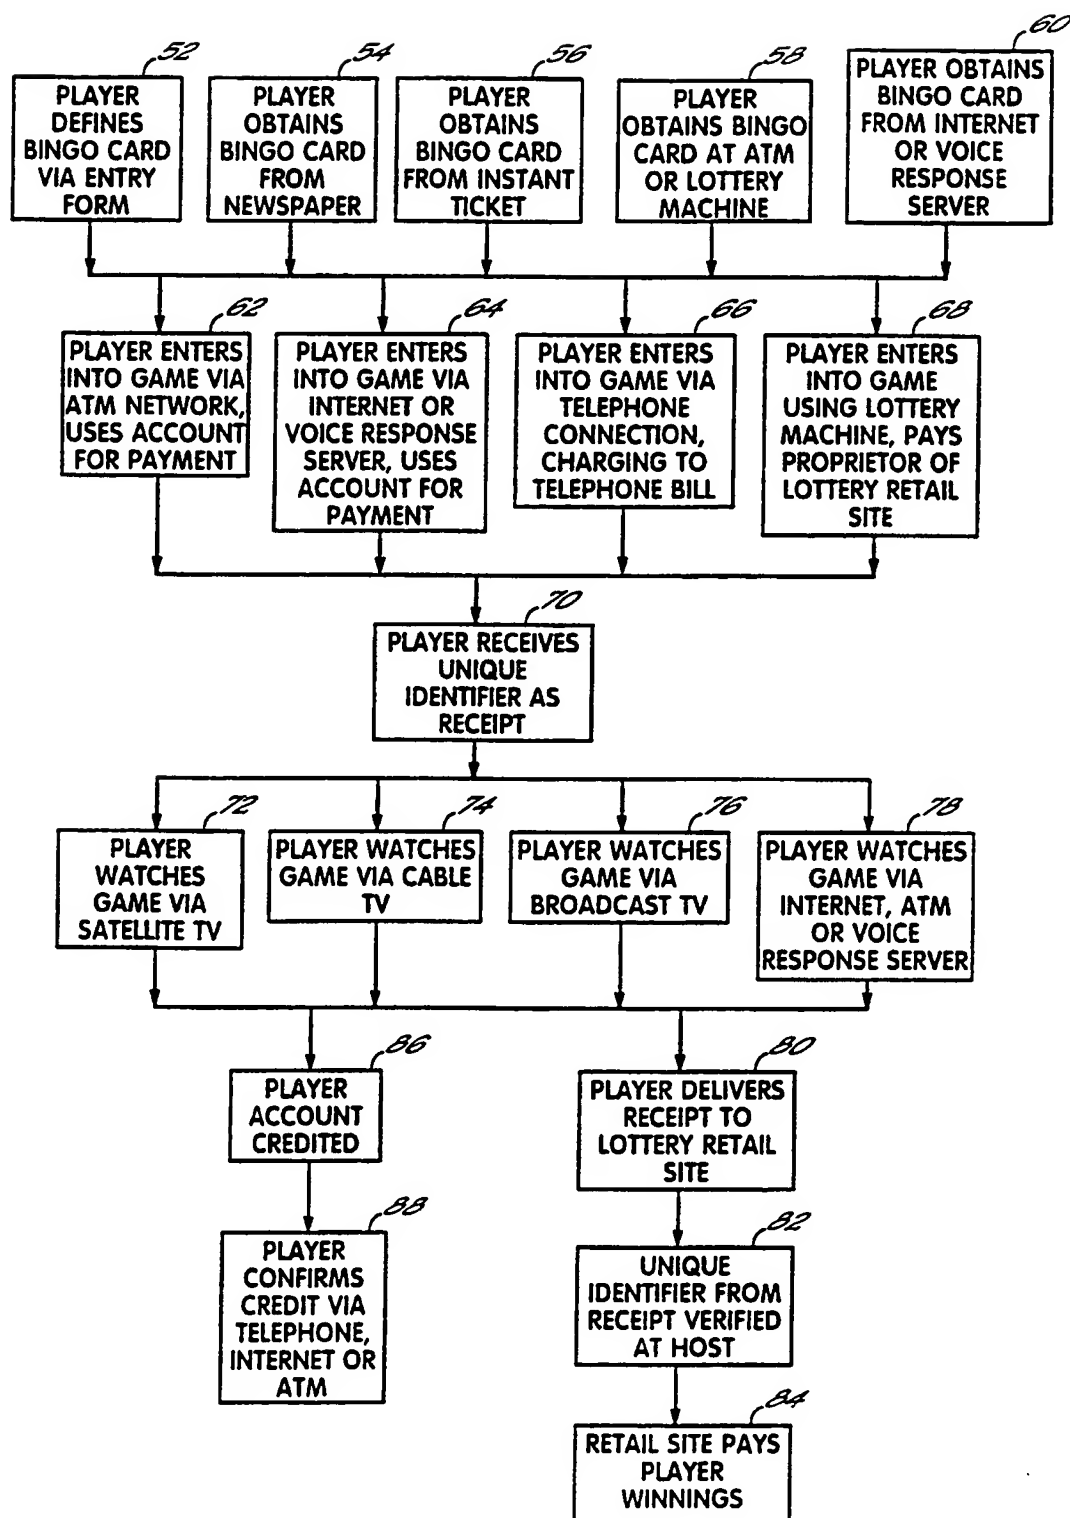 52
PLAYER
DEFINES
BINGO CARD
VIA ENTRY
FORM
54
PLAYER
OBTAINS
BINGO CARD
FROM
NEWSPAPER
56
PLAYER
OBTAINS
BINGO CARD
FROM INSTANT
TICKET
58
PLAYER
OBTAINS BINGO
CARD AT ATM
OR LOTTERY
MACHINE
60
PLAYER OBTAINS
BINGO CARD
FROM INTERNET
OR VOICE
RESPONSE
SERVER
62
PLAYER ENTERS
INTO GAME VIA
ATM NETWORK,
USES ACCOUNT
FOR PAYMENT
64
PLAYER ENTERS
INTO GAME VIA
INTERNET OR
VOICE RESPONSE
SERVER, USES
ACCOUNT FOR
PAYMENT
66
PLAYER ENTERS
INTO GAME VIA
TELEPHONE
CONNECTION,
CHARGING TO
TELEPHONE BILL
68
PLAYER ENTERS
INTO GAME
USING LOTTERY
MACHINE, PAYS
PROPRIETOR OF
LOTTERY RETAIL
SITE
70
PLAYER RECEIVES
UNIQUE
IDENTIFIER AS
RECEIPT
72
PLAYER
WATCHES
GAME VIA
SATELLITE TV
74
PLAYER WATCHES
GAME VIA CABLE
TV
76
PLAYER WATCHES
GAME VIA
BROADCAST TV
78
PLAYER WATCHES
GAME VIA
INTERNET, ATM
OR VOICE
RESPONSE SERVER
86
PLAYER
ACCOUNT
CREDITED
88
PLAYER
CONFIRMS
CREDIT VIA
TELEPHONE,
INTERNET OR
ATM
80
PLAYER DELIVERS
RECEIPT TO
LOTTERY RETAIL
SITE
82
UNIQUE
IDENTIFIER FROM
RECEIPT VERIFIED
AT HOST
84
RETAIL SITE PAYS
PLAYER
WINNINGS